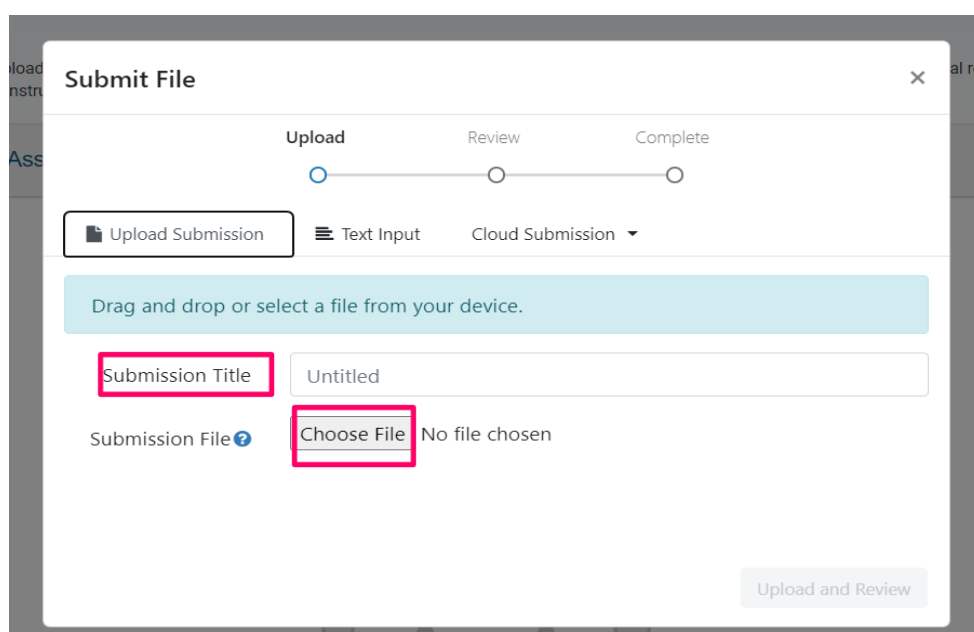 Submit File ×
Upload Review Complete
Upload Submission Text Input Cloud Submission
Drag and drop or select a file from your device.
Submission Title Untitled
Submission File Choose File No file chosen
Upload and Review